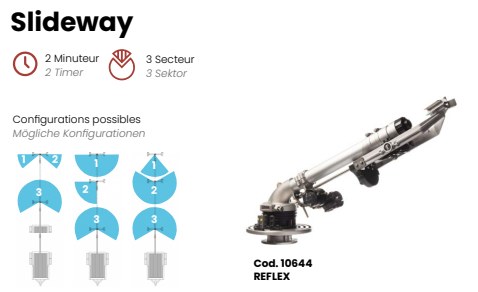 Slideway
2 Minuteur
2 Timer
3 Secteur
3 Sektor
Configurations possibles
Mögliche Konfigurationen
1 2 1 1
2 2
3 3 3
Cod. 10644
REFLEX